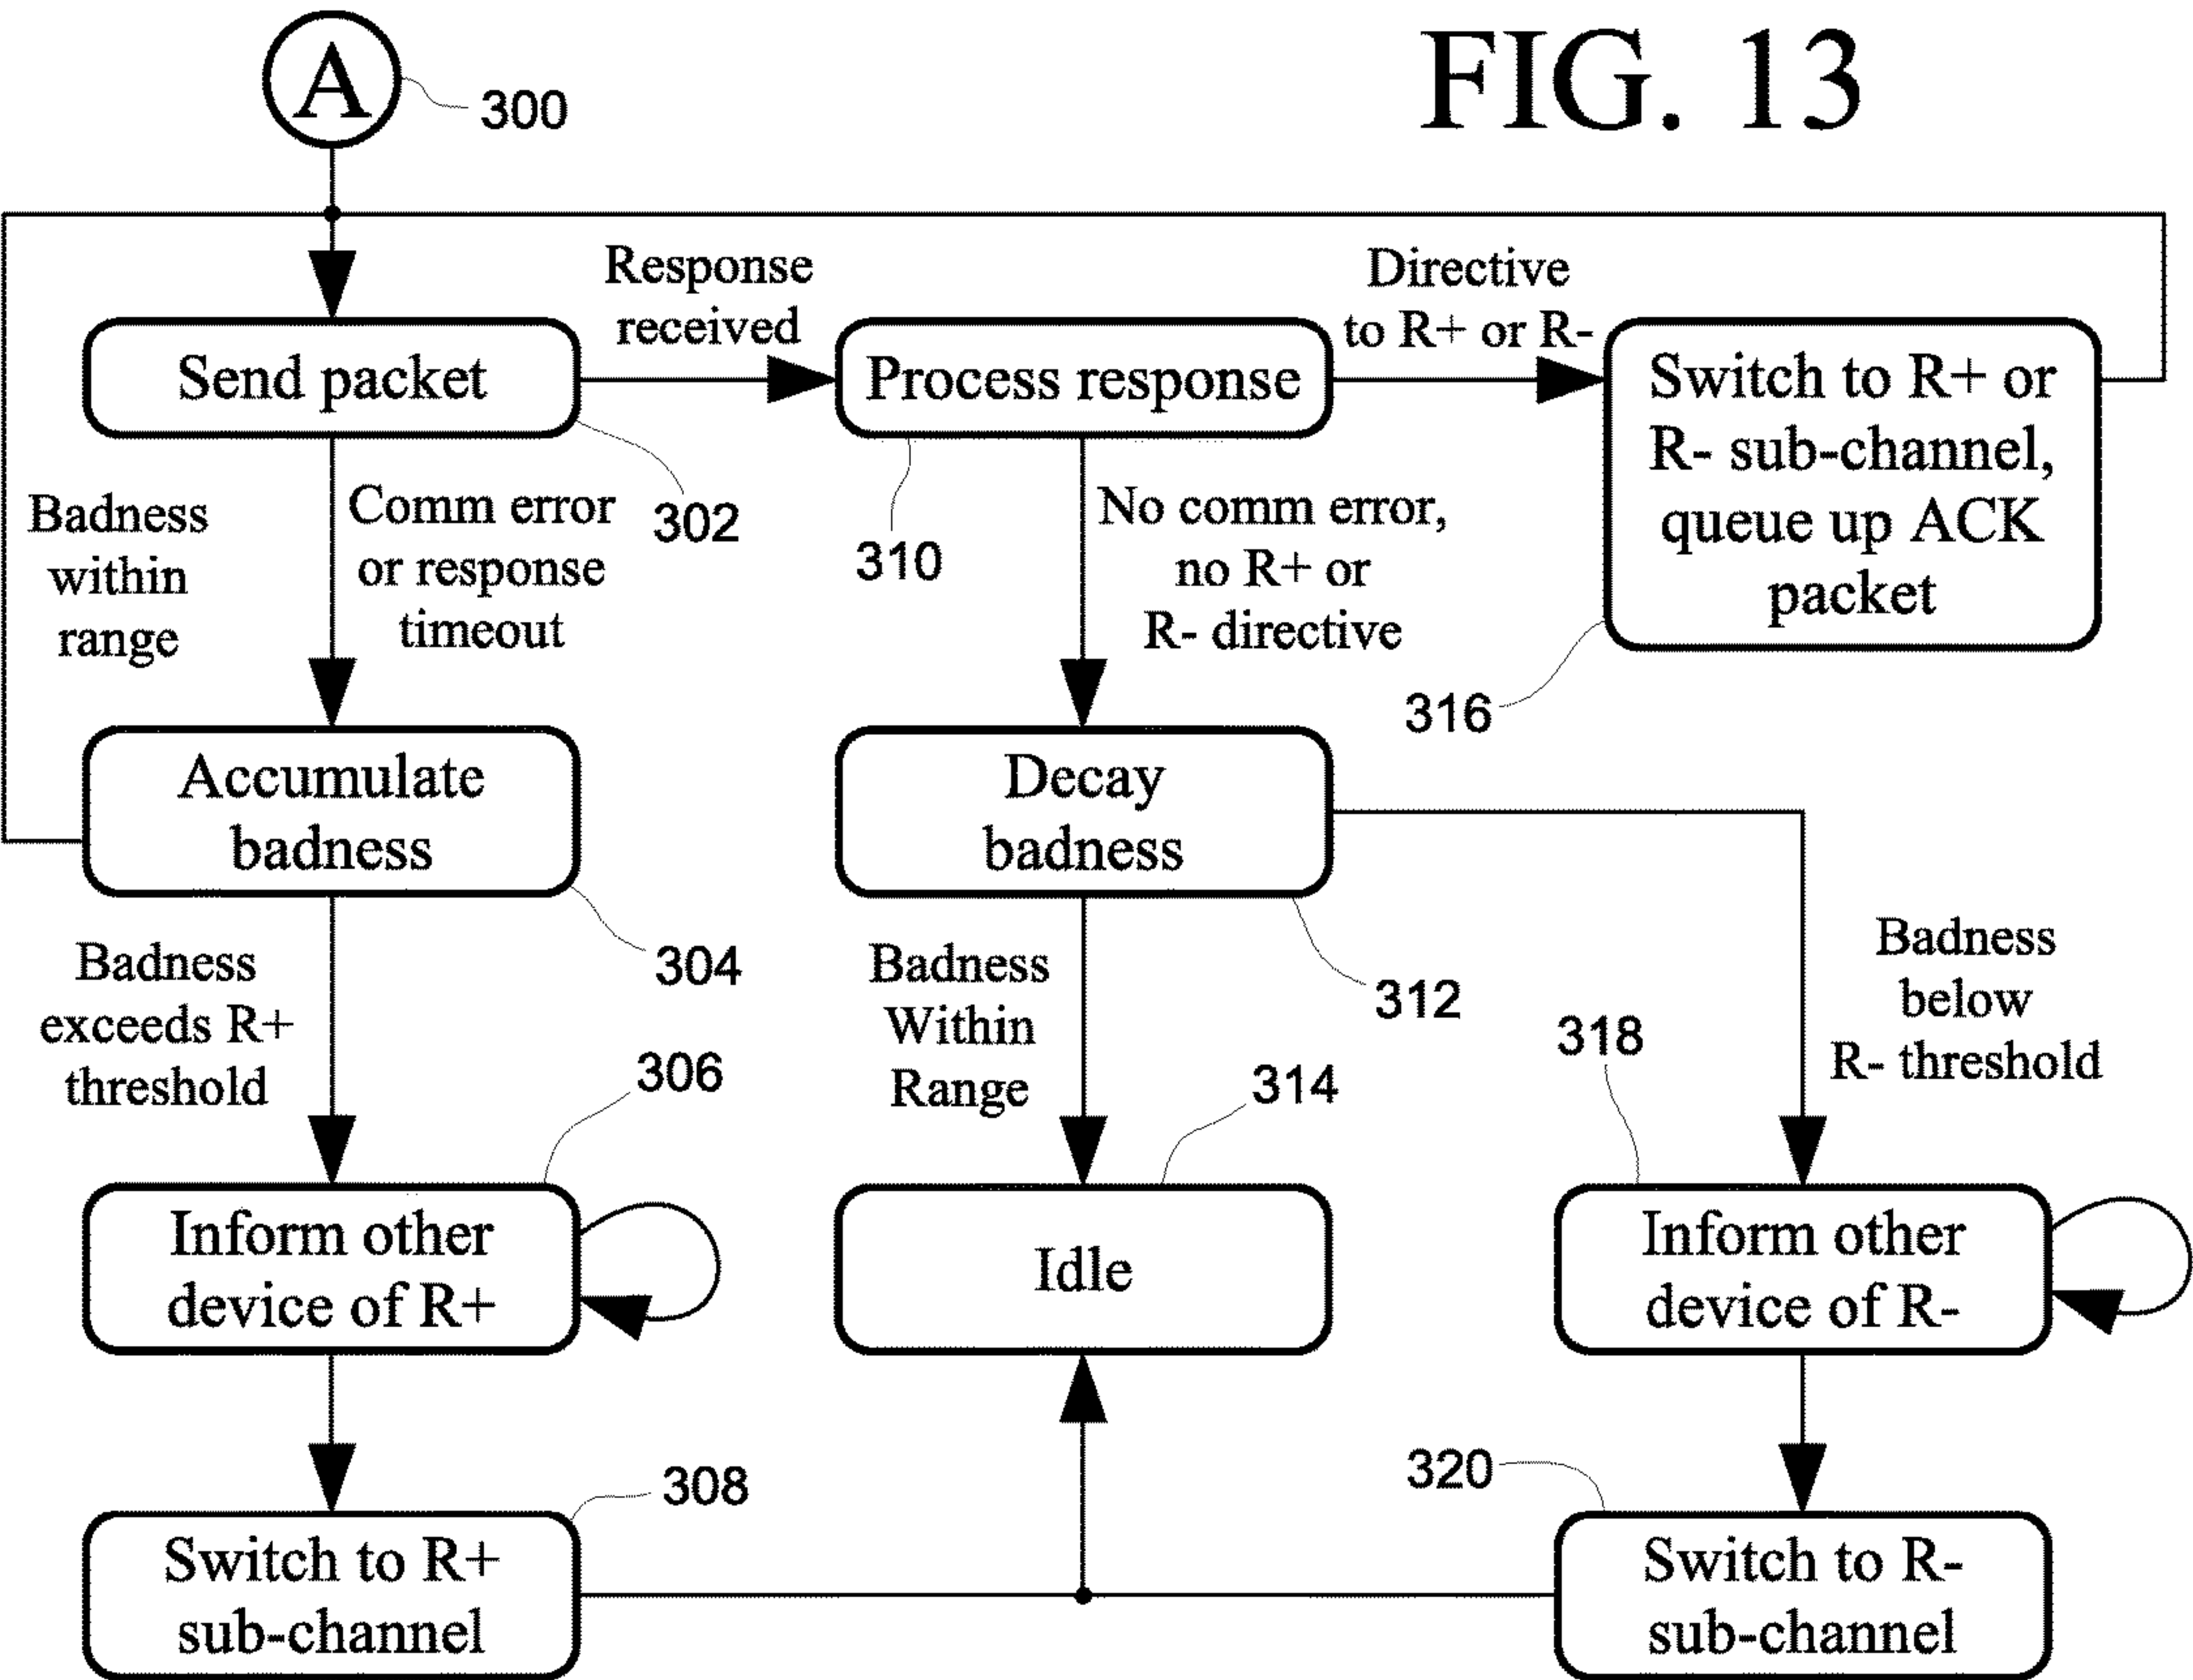 FIG. 13
A
300
Response
received
Directive
to R+ or R-
Send packet
Process response
Switch to R+ or
R- sub-channel,
queue up ACK
packet
302
310
316
Badness
within
range
Comm error
or response
timeout
No comm error,
no R+ or
R- directive
Accumulate
badness
304
Decay
badness
312
Badness
exceeds R+
threshold
306
Badness
Within
Range
314
318
Badness
below
R- threshold
Inform other
device of R+
Idle
Inform other
device of R-
308
320
Switch to R+
sub-channel
Switch to R-
sub-channel